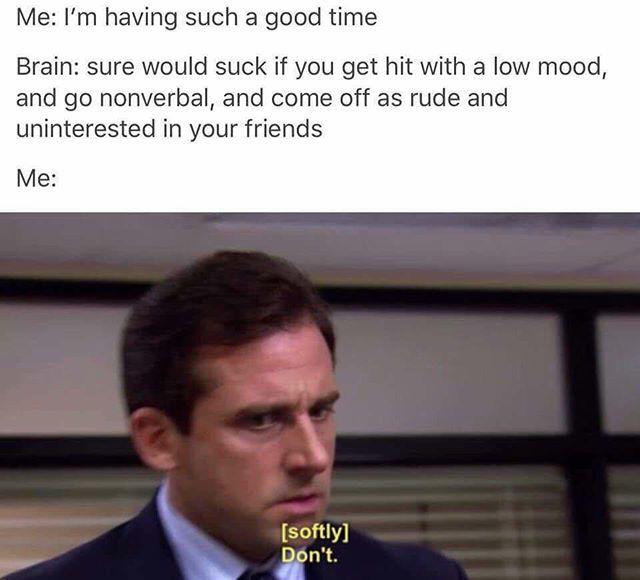 Me: I’m having such a good time
Brain: sure would suck if you get hit with a low mood,
and go nonverbal, and come off as rude and
uninterested in your friends
Me:
[softly]
Don't.